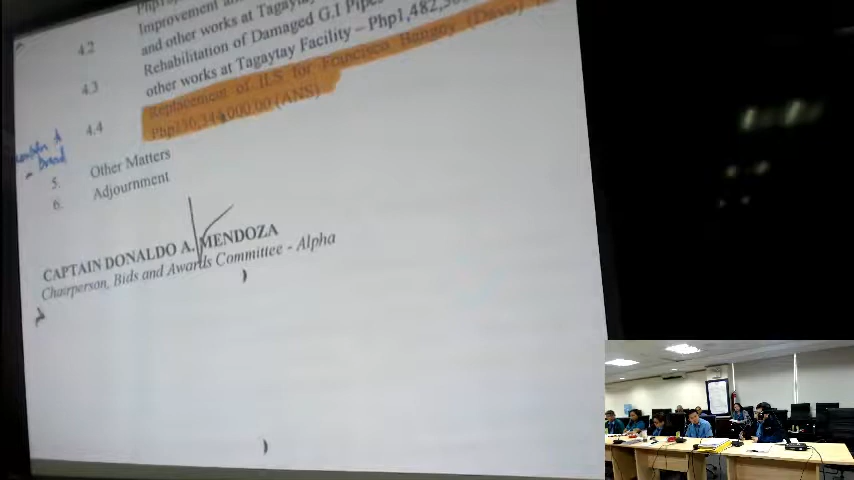 Improvement
4.2 and other works at Tagaytay
Rehabilitation of Damaged G.I Pipes
4.3 other works at Tagaytay Facility – Php1,482,
Replacement of ILS for Francisco Bangoy (Davao)
4.4 Php130,344,000.00 (ANS)
5. Other Matters
6. Adjournment
CAPTAIN DONALDO A. MENDOZA
Chairperson, Bids and Awards Committee - Alpha